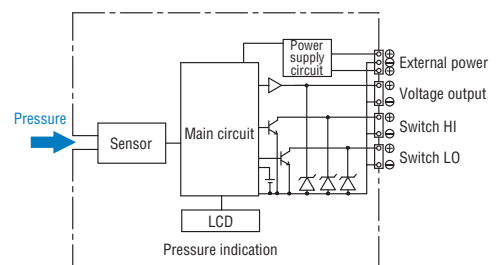 Power
supply
circuit
⊕
⊖
⊕
External power
⊕
Voltage output
⊖
Pressure
Sensor
Main circuit
⊕
Switch HI
⊖
⊕
Switch LO
⊖
LCD
Pressure indication